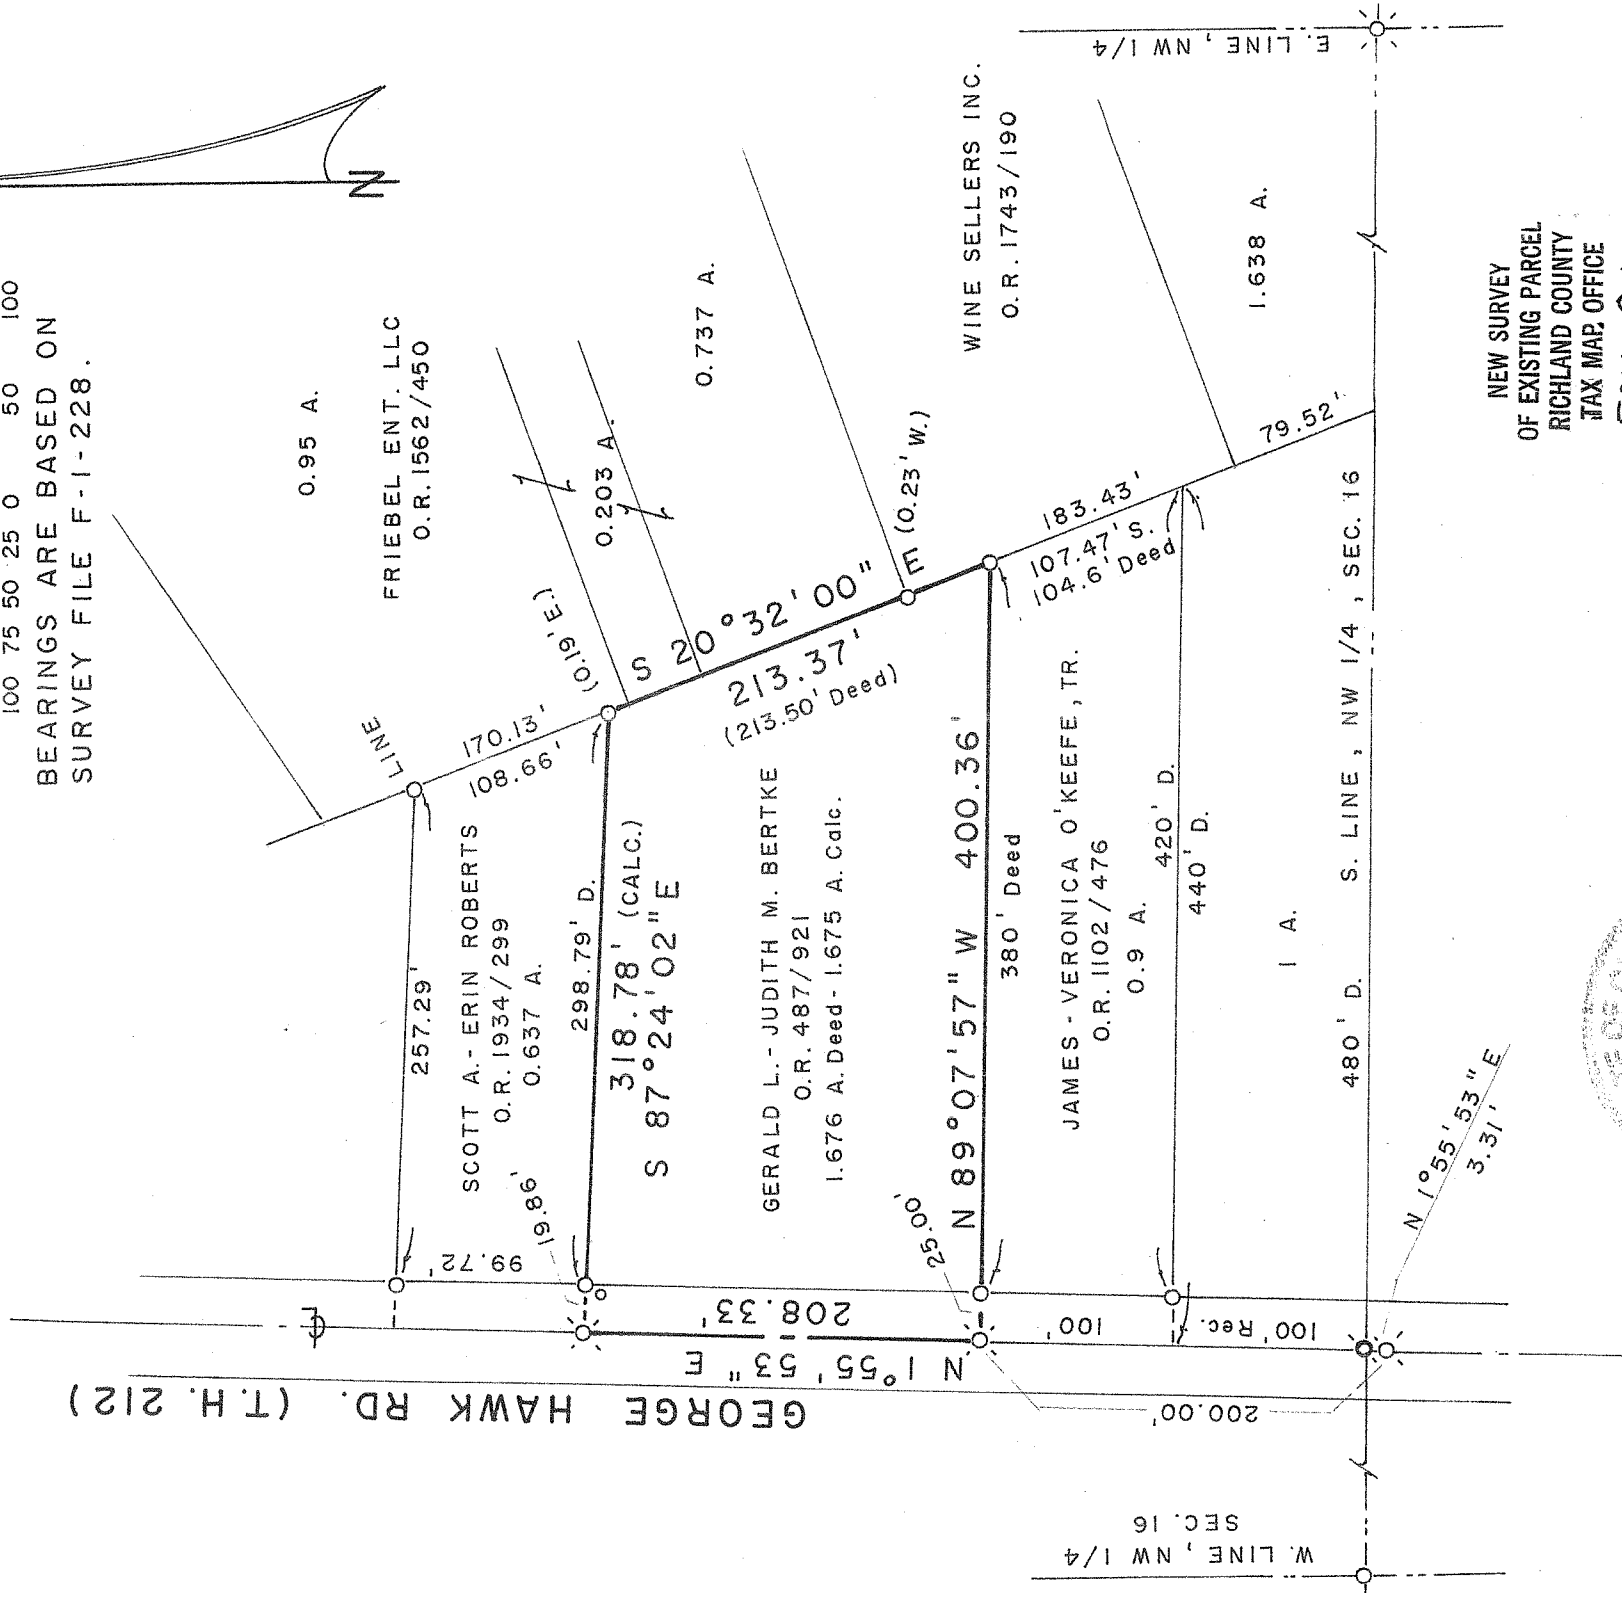 100 75 50 25 0 50 100
BEARINGS ARE BASED ON
SURVEY FILE F-1-228.
N
LINE
170.13'
108.66'
0.95 A.
FRIEBEL ENT. LLC
O.R. 1562/450
(0.19' E.)
0.203 A.
0.737 A.
S 20°32'00" E
213.37'
(213.50' Deed)
(0.23' W.)
WINE SELLERS INC.
O.R. 1743/190
1.638 A.
183.43'
107.47' S.
104.6' Deed
79.52'
E. LINE, NW 1/4
257.29'
SCOTT A. - ERIN ROBERTS
O.R. 1934/299
0.637 A.
99.72'
19.86'
298.79' D.
318.78' (CALC.)
S 87°24'02" E
GERALD L. - JUDITH M. BERTKE
O.R. 487/921
1.676 A. Deed - 1.675 A. Calc.
25.00'
N 89°07'57" W 400.36'
380' Deed
JAMES - VERONICA O'KEEFE, TR.
O.R. 1102/476
0.9 A.
420' D.
440' D.
1 A.
480' D.
S. LINE, NW 1/4, SEC. 16
208.33'
N 1°55'53" E
100'
100' Rec.
200.00'
N 1°55'53" E
3.31'
GEORGE HAWK RD. (T.H. 212)
W. LINE, NW 1/4
SEC. 16
NEW SURVEY
OF EXISTING PARCEL
RICHLAND COUNTY
TAX MAP OFFICE